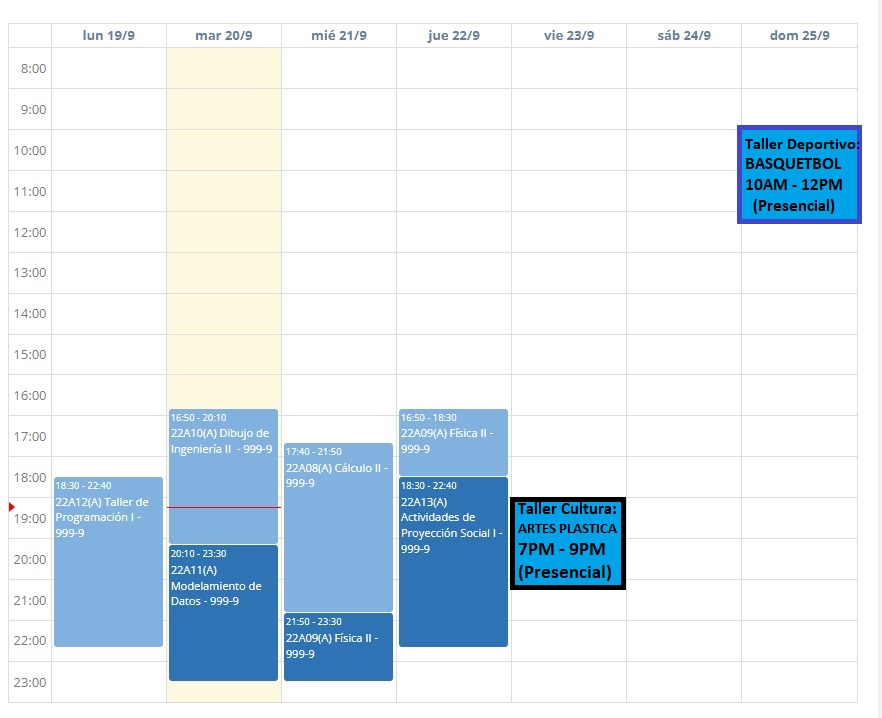 lun 19/9 mar 20/9 mié 21/9 jue 22/9 vie 23/9 sáb 24/9 dom 25/9
8:00
9:00
10:00
11:00
12:00
13:00
14:00
15:00
16:00
17:00
18:00
19:00
20:00
21:00
22:00
23:00
18:30 - 22:40
22A12(A) Taller de
Programación I -
999-9
16:50 - 20:10
22A10(A) Dibujo de
Ingeniería II - 999-9
20:10 - 23:30
22A11(A)
Modelamiento de
Datos - 999-9
17:40 - 21:50
22A08(A) Cálculo II -
999-9
21:50 - 23:30
22A09(A) Física II -
999-9
16:50 - 18:30
22A09(A) Física II -
999-9
18:30 - 22:40
22A13(A)
Actividades de
Proyección Social I -
999-9
Taller Cultura:
ARTES PLASTICA
7PM - 9PM
(Presencial)
Taller Deportivo:
BASQUETBOL
10AM - 12PM
(Presencial)